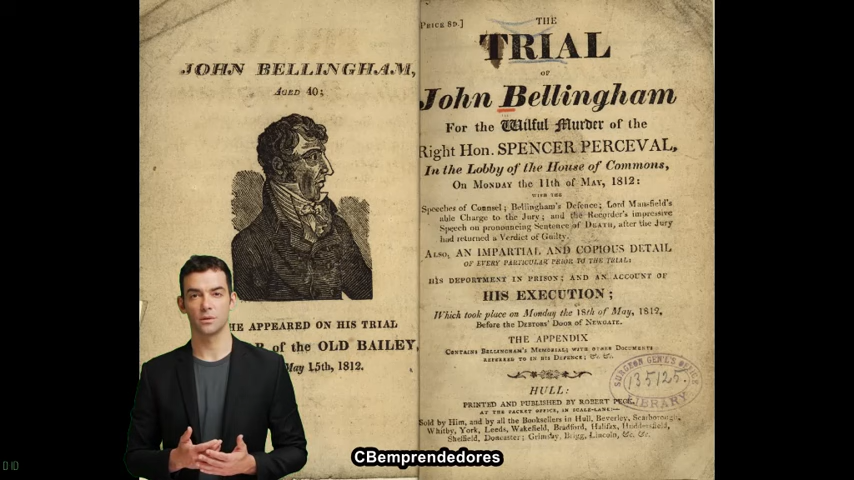 JOHN BELLINGHAM,
AGED 40;
HE APPEARED ON HIS TRIAL
R of the OLD BAILEY,
May 15th, 1812.
PRICE 8D.]
THE
TRIAL
OF
John Bellingham
For the Wilful Murder of the
Right Hon. SPENCER PERCEVAL,
In the Lobby of the House of Commons,
On MONDAY the 11th of MAY, 1812:
WITH THE
Speeches of Counsel; Bellingham's Defence; Lord Mansfield's
able Charge to the Jury; and the Recorder's impressive
Speech on pronouncing Sentence of DEATH, after the Jury
had returned a Verdict of Guilty.
ALSO, AN IMPARTIAL AND COPIOUS DETAIL
OF EVERY PARTICULAR PRIOR TO THE TRIAL;
HIS DEPORTMENT IN PRISON; AND AN ACCOUNT OF
HIS EXECUTION;
Which took place on Monday the 18th of May, 1812,
Before the DEBTORS' DOOR of NEWGATE.
THE APPENDIX
CONTAINS BELLINGHAM'S MEMORIAL; WITH OTHER DOCUMENTS
REFERRED TO IN HIS DEFENCE; &c. &c.
HULL:
PRINTED AND PUBLISHED BY ROBERT PECK,
AT THE PACKET OFFICE, IN SCALE-LANE:
Sold by Him, and by all the Booksellers in Hull, Beverley, Scarborough,
Whitby, York, Leeds, Wakefield, Bradford, Halifax, Huddersfield,
Sheffield, Doncaster; Grimsby, Brigg, Lincoln, &c. &c.
SURGEON GEN'L'S OFFICE
135125.
LIBRARY
CBemprendedores
D ID